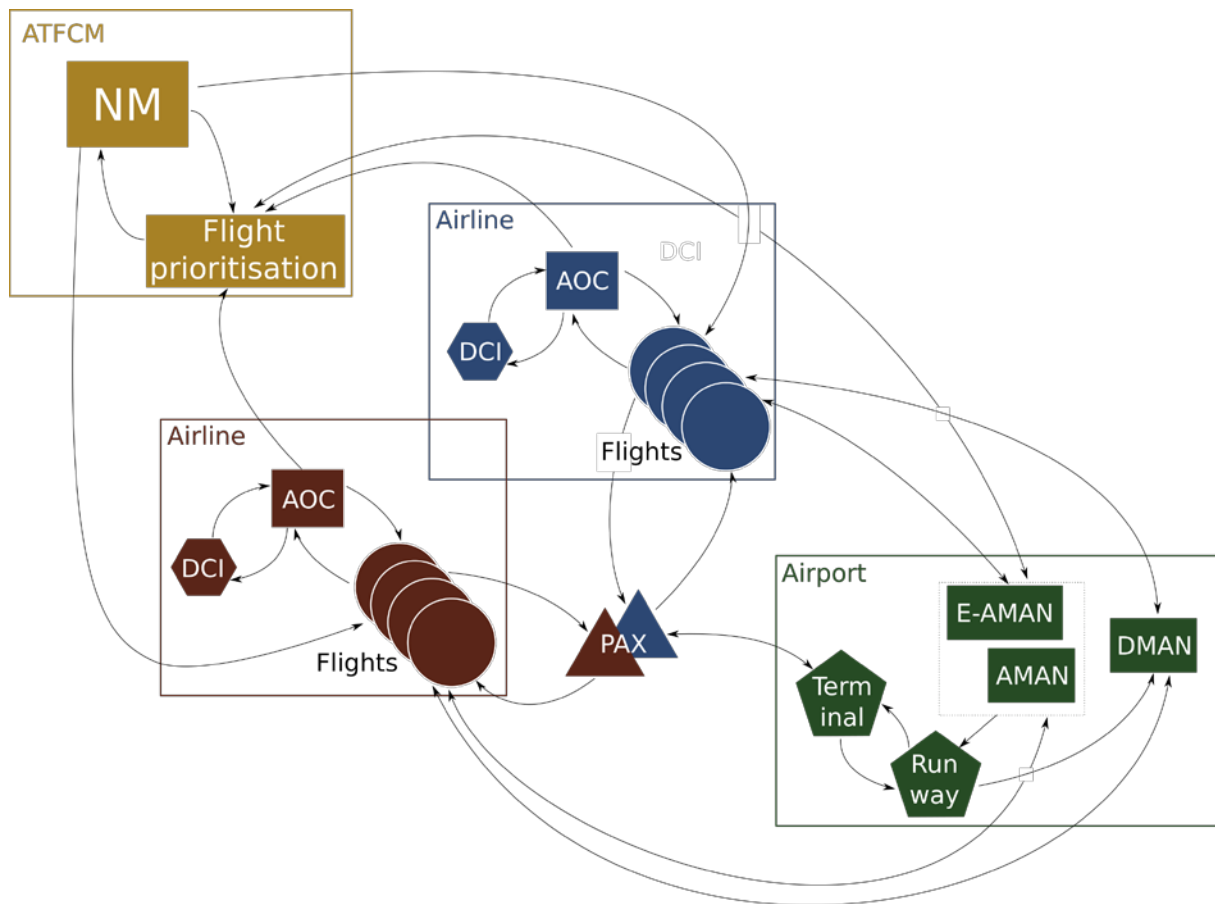 ATFCM
NM
Flight
prioritisation
Airline
DCI
AOC
DCI
Flights
Airline
AOC
DCI
Flights
PAX
Airport
E-AMAN
AMAN
DMAN
Term
inal
Run
way